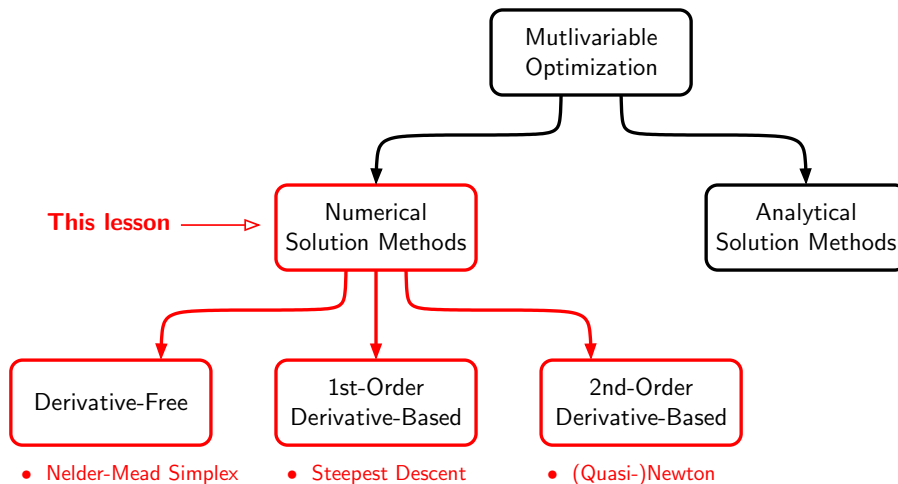 Mutlivariable
Optimization
This lesson
Numerical
Solution Methods
Analytical
Solution Methods
Derivative-Free
1st-Order
Derivative-Based
2nd-Order
Derivative-Based
• Nelder-Mead Simplex
• Steepest Descent
• (Quasi-)Newton